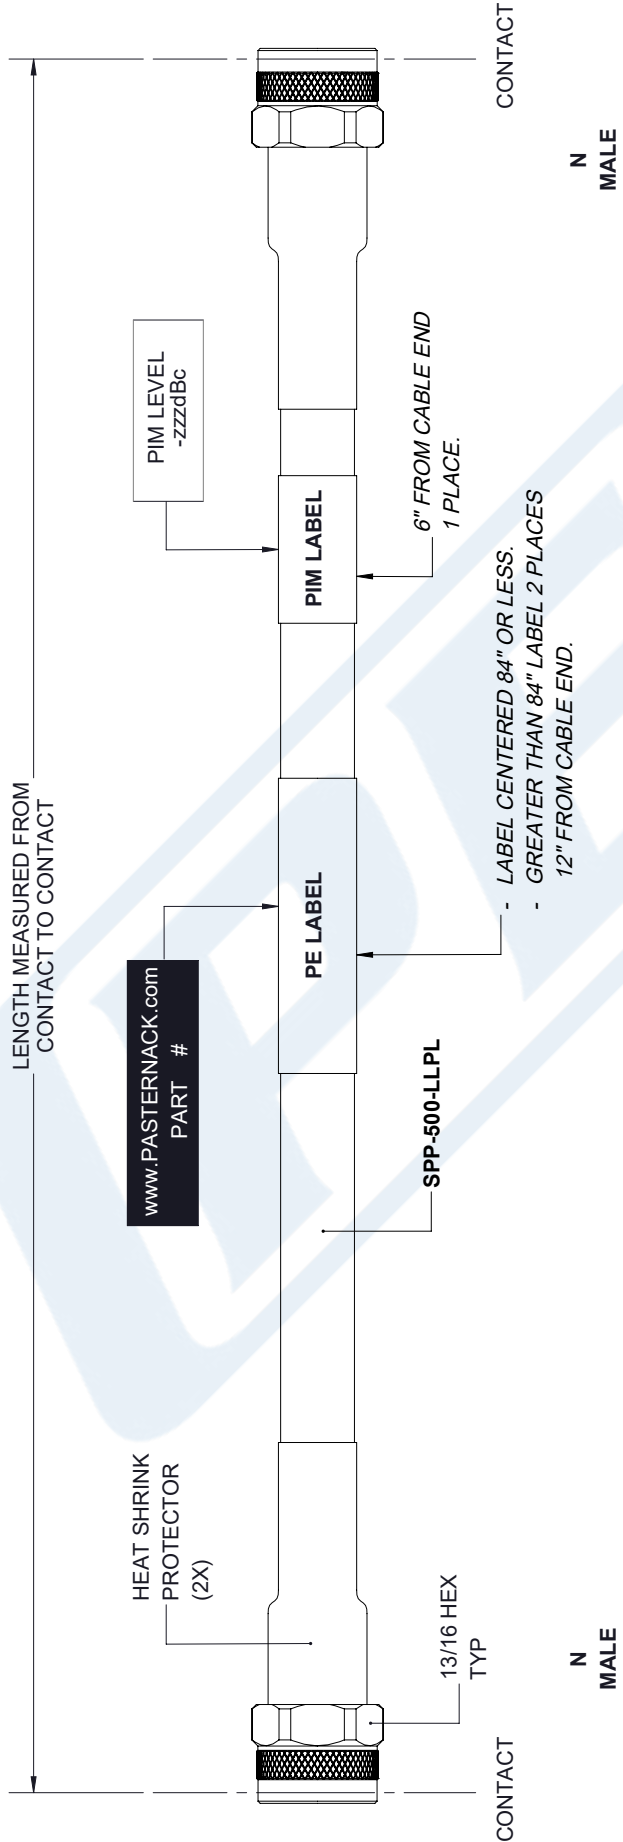 LENGTH MEASURED FROM
CONTACT TO CONTACT
HEAT SHRINK
PROTECTOR
(2X)
www.PASTERNACK.com
PART #
PIM LEVEL
-zzzdBc
PE LABEL
PIM LABEL
13/16 HEX
TYP
SPP-500-LLPL
- LABEL CENTERED 84" OR LESS.
- GREATER THAN 84" LABEL 2 PLACES
12" FROM CABLE END.
6" FROM CABLE END
1 PLACE.
CONTACT
CONTACT
N
MALE
N
MALE
PE